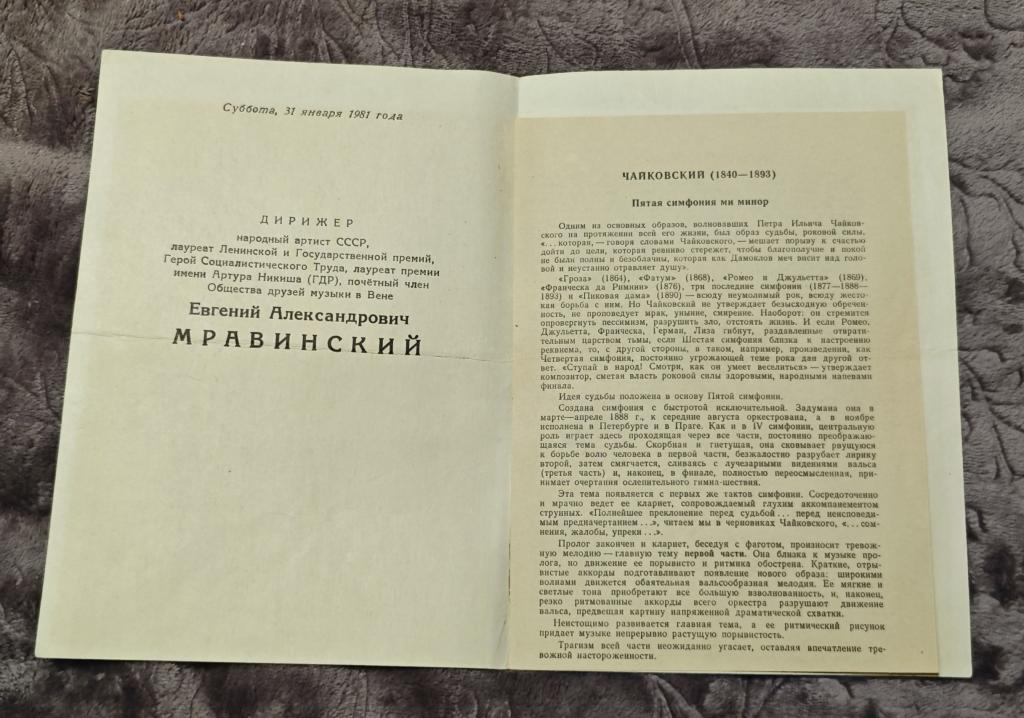 Суббота, 31 января 1981 года
ДИРИЖЕР
народный артист СССР,
лауреат Ленинской и Государственной премий,
Герой Социалистического Труда, лауреат премии
имени Артура Никиша (ГДР), почётный член
Общества друзей музыки в Вене
Евгений Александрович
МРАВИНСКИЙ
ЧАЙКОВСКИЙ (1840—1893)
Пятая симфония ми минор
Одним из основных образов, волновавших Петра Ильича Чайков-
ского на протяжении всей его жизни, был образ судьбы, роковой силы.
«... которая, — говоря словами Чайковского, — мешает порыву к счастью
дойти до цели, которая ревниво стережет, чтобы благополучие и покой
не были полны и безоблачны, которая как Дамоклов меч висит над голо-
вой и неустанно отравляет душу».
«Гроза» (1864), «Фатум» (1868), «Ромео и Джульетта» (1869),
«Франческа да Римини» (1876), три последние симфонии (1877—1888—
1893) и «Пиковая дама» (1890) — всюду неумолимый рок, всюду жесто-
кая борьба с ним. Но Чайковский не утверждает безысходную обречен-
ность, не проповедует мрак, уныние, смирение. Наоборот: он стремится
опровергнуть пессимизм, разрушить зло, отстоять жизнь. И если Ромео,
Джульетта, Франческа, Герман, Лиза гибнут, раздавленные отврати-
тельным царством тьмы, если Шестая симфония близка к настроению
реквиема, то, с другой стороны, в таком, например, произведении, как
Четвертая симфония, постоянно угрожающей теме рока дан другой от-
вет. «Ступай в народ! Смотри, как он умеет веселиться» — утверждает
композитор, сметая власть роковой силы здоровыми, народными напевами
финала.
Идея судьбы положена в основу Пятой симфонии.
Создана симфония с быстротой исключительной. Задумана она в
марте—апреле 1888 г., к середине августа оркестрована, а в ноябре
исполнена в Петербурге и в Праге. Как и в IV симфонии, центральную
роль играет здесь проходящая через все части, постоянно преображаю-
щаяся тема судьбы. Скорбная и гнетущая, она сковывает рвущуюся
к борьбе волю человека в первой части, безжалостно разрубает лирику
второй, затем смягчается, сливаясь с лучезарными видениями вальса
(третья часть) и, наконец, в финале, полностью переосмысленная, при-
нимает очертания ослепительного гимна-шествия.
Эта тема появляется с первых же тактов симфонии. Сосредоточенно
и мрачно ведет ее кларнет, сопровождаемый глухим аккомпанементом
струнных. «Полнейшее преклонение перед судьбой ... перед неисповеди-
мым предначертанием ...», читаем мы в черновиках Чайковского, «... сом-
нения, жалобы, упреки ...».
Пролог закончен и кларнет, беседуя с фаготом, произносит тревож-
ную мелодию — главную тему первой части. Она близка к музыке про-
лога, но движение ее порывисто и ритмика обострена. Краткие, отры-
вистые аккорды подготавливают появление нового образа: широкими
волнами движется обаятельная вальсообразная мелодия. Ее мягкие и
светлые тона приобретают все большую взволнованность, и, наконец,
резко ритмованные аккорды всего оркестра разрушают движение
вальса, предвещая картину напряженной драматической схватки.
Неистощимо развивается главная тема, а ее ритмический рисунок
придает музыке непрерывно растущую порывистость.
Трагизм всей части неожиданно угасает, оставляя впечатление тре-
вожной настороженности.